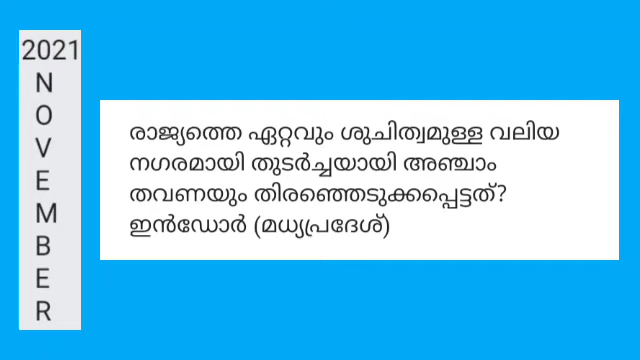 2021
N
O
V
E
M
B
E
R
രാജ്യത്തെ ഏറ്റവും ശുചിത്വമുള്ള വലിയ
നഗരമായി തുടർച്ചയായി അഞ്ചാം
തവണയും തിരഞ്ഞെടുക്കപ്പെട്ടത്?
ഇൻഡോർ (മധ്യപ്രദേശ്)